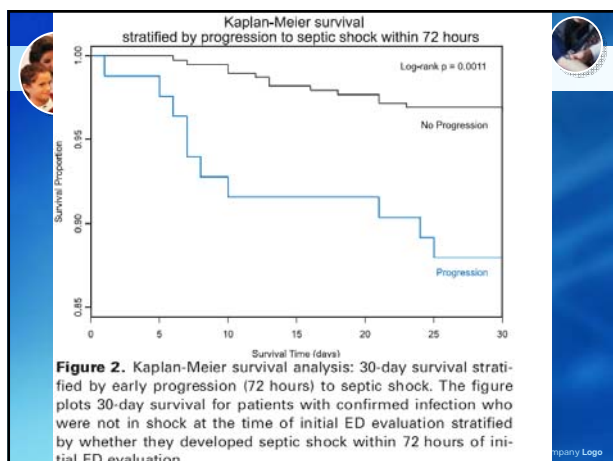 Kaplan-Meier survival
stratified by progression to septic shock within 72 hours
Log-rank p = 0.0011
No Progression
Progression
Survival Proportion
1.00
0.95
0.90
0.85
0 5 10 15 20 25 30
Survival Time (days)
Figure 2. Kaplan-Meier survival analysis: 30-day survival strati-
fied by early progression (72 hours) to septic shock. The figure
plots 30-day survival for patients with confirmed infection who
were not in shock at the time of initial ED evaluation stratified
by whether they developed septic shock within 72 hours of ini-
tial ED evaluation
mpany Logo